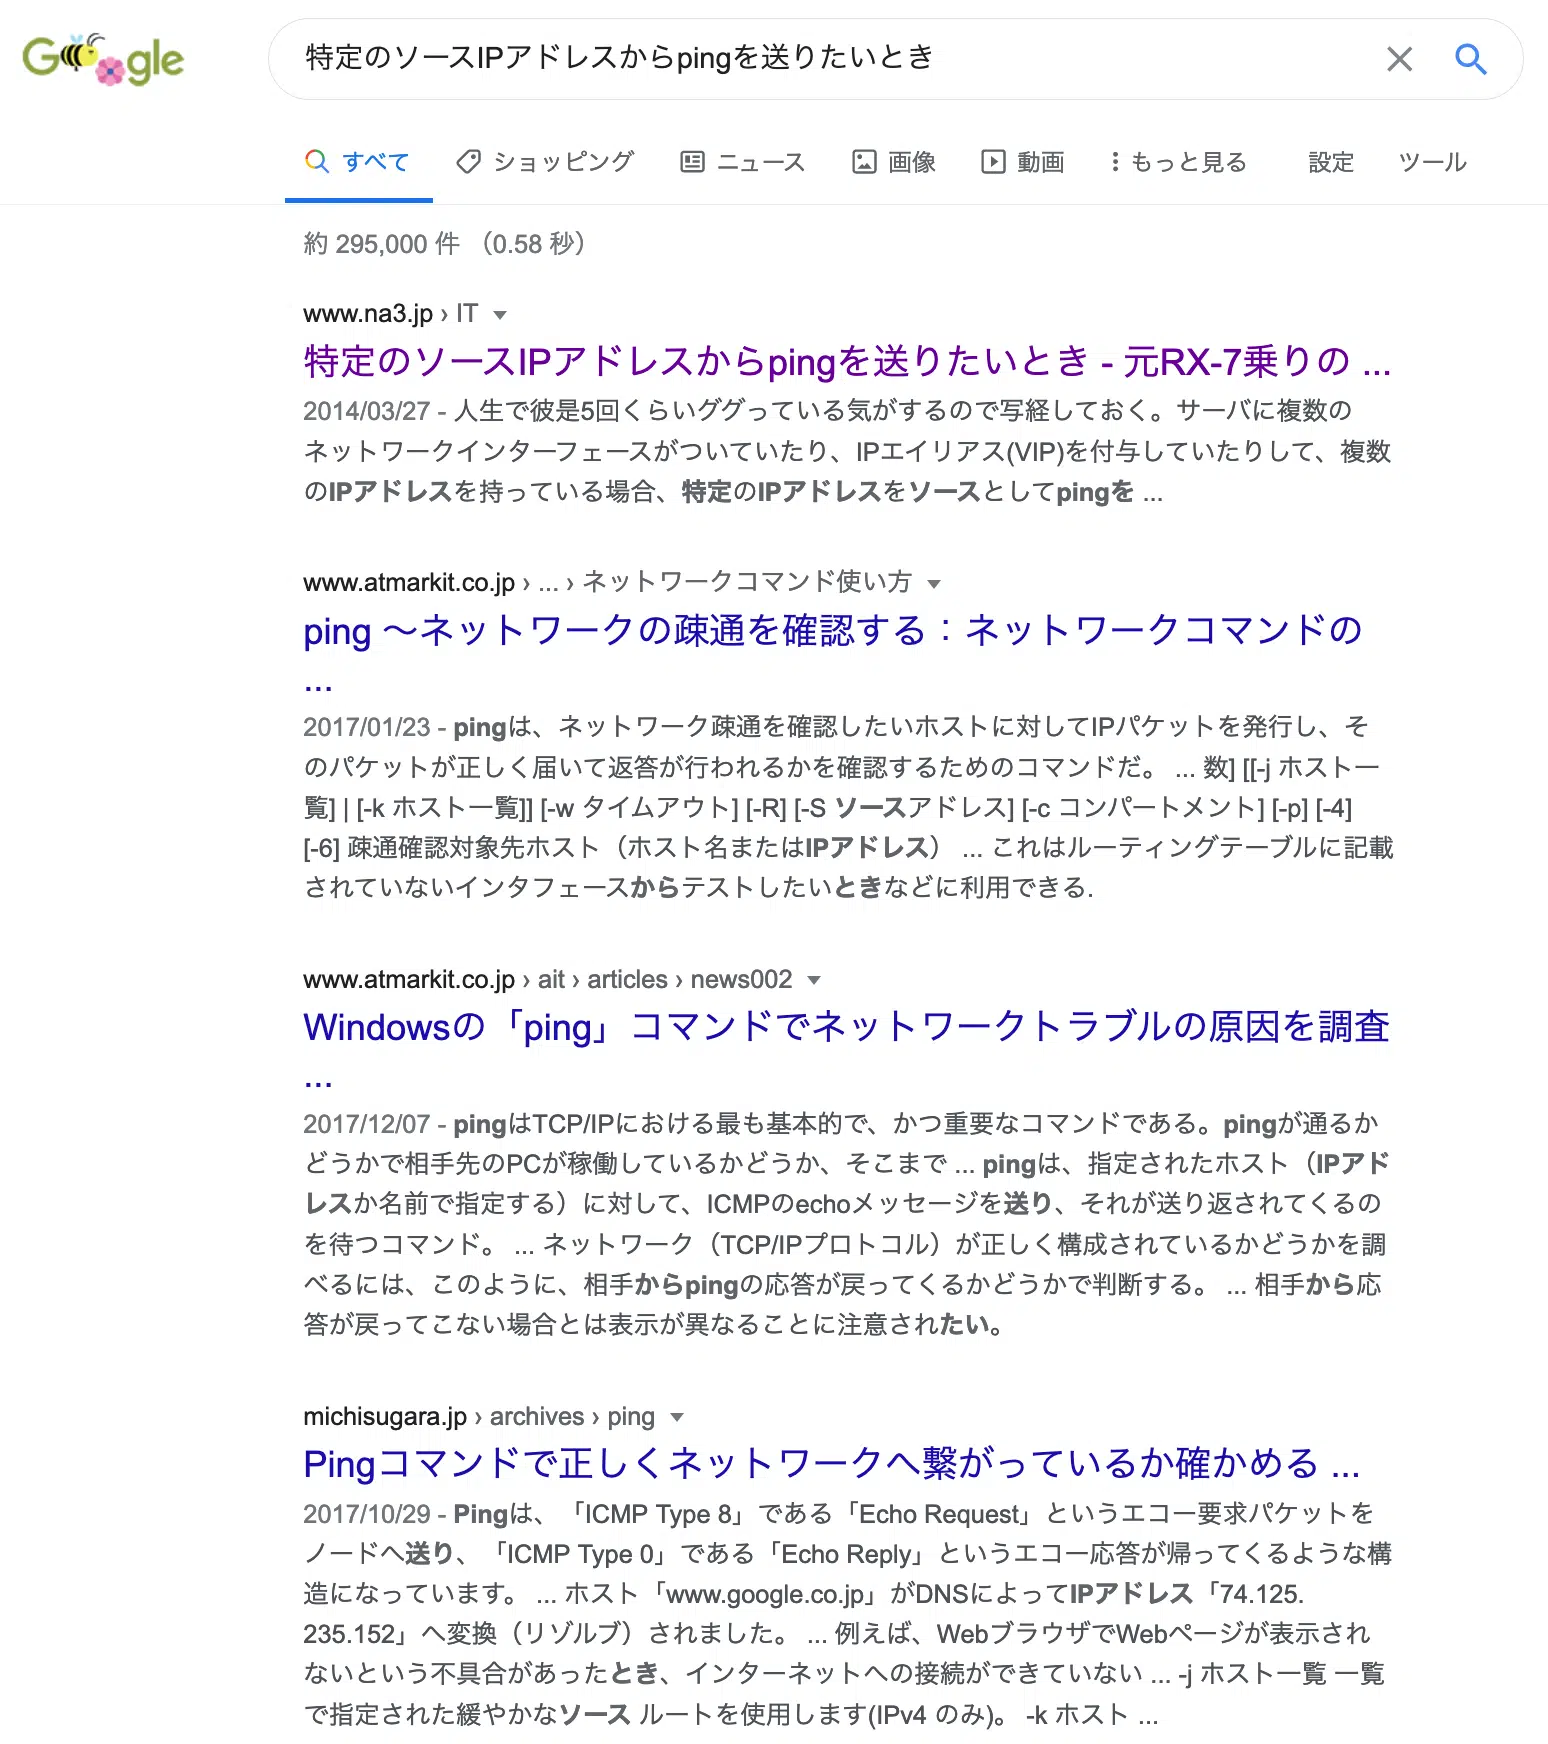 Google
特定のソースIPアドレスからpingを送りたいとき
すべて ショッピング ニュース 画像 動画 もっと見る 設定 ツール
約 295,000 件 （0.58 秒）
www.na3.jp › IT
特定のソースIPアドレスからpingを送りたいとき - 元RX-7乗りの ...
2014/03/27 - 人生で彼是5回くらいググっている気がするので写経しておく。サーバに複数の
ネットワークインターフェースがついていたり、IPエイリアス(VIP)を付与していたりして、複数
のIPアドレスを持っている場合、特定のIPアドレスをソースとしてpingを ...
www.atmarkit.co.jp › ... › ネットワークコマンド使い方
ping ～ネットワークの疎通を確認する：ネットワークコマンドの
...
2017/01/23 - pingは、ネットワーク疎通を確認したいホストに対してIPパケットを発行し、そ
のパケットが正しく届いて返答が行われるかを確認するためのコマンドだ。 ... 数] [[-j ホスト一
覧] | [-k ホスト一覧]] [-w タイムアウト] [-R] [-S ソースアドレス] [-c コンパートメント] [-p] [-4]
[-6] 疎通確認対象先ホスト（ホスト名またはIPアドレス） ... これはルーティングテーブルに記載
されていないインタフェースからテストしたいときなどに利用できる.
www.atmarkit.co.jp › ait › articles › news002
Windowsの「ping」コマンドでネットワークトラブルの原因を調査
...
2017/12/07 - pingはTCP/IPにおける最も基本的で、かつ重要なコマンドである。pingが通るか
どうかで相手先のPCが稼働しているかどうか、そこまで ... pingは、指定されたホスト（IPアド
レスか名前で指定する）に対して、ICMPのechoメッセージを送り、それが送り返されてくるの
を待つコマンド。 ... ネットワーク（TCP/IPプロトコル）が正しく構成されているかどうかを調
べるには、このように、相手からpingの応答が戻ってくるかどうかで判断する。 ... 相手から応
答が戻ってこない場合とは表示が異なることに注意されたい。
michisugara.jp › archives › ping
Pingコマンドで正しくネットワークへ繋がっているか確かめる ...
2017/10/29 - Pingは、「ICMP Type 8」である「Echo Request」というエコー要求パケットを
ノードへ送り、「ICMP Type 0」である「Echo Reply」というエコー応答が帰ってくるような構
造になっています。 ... ホスト「www.google.co.jp」がDNSによってIPアドレス「74.125.
235.152」へ変換（リゾルブ）されました。 ... 例えば、WebブラウザでWebページが表示され
ないという不具合があったとき、インターネットへの接続ができていない ... -j ホスト一覧 一覧
で指定された緩やかなソース ルートを使用します(IPv4 のみ)。 -k ホスト ...